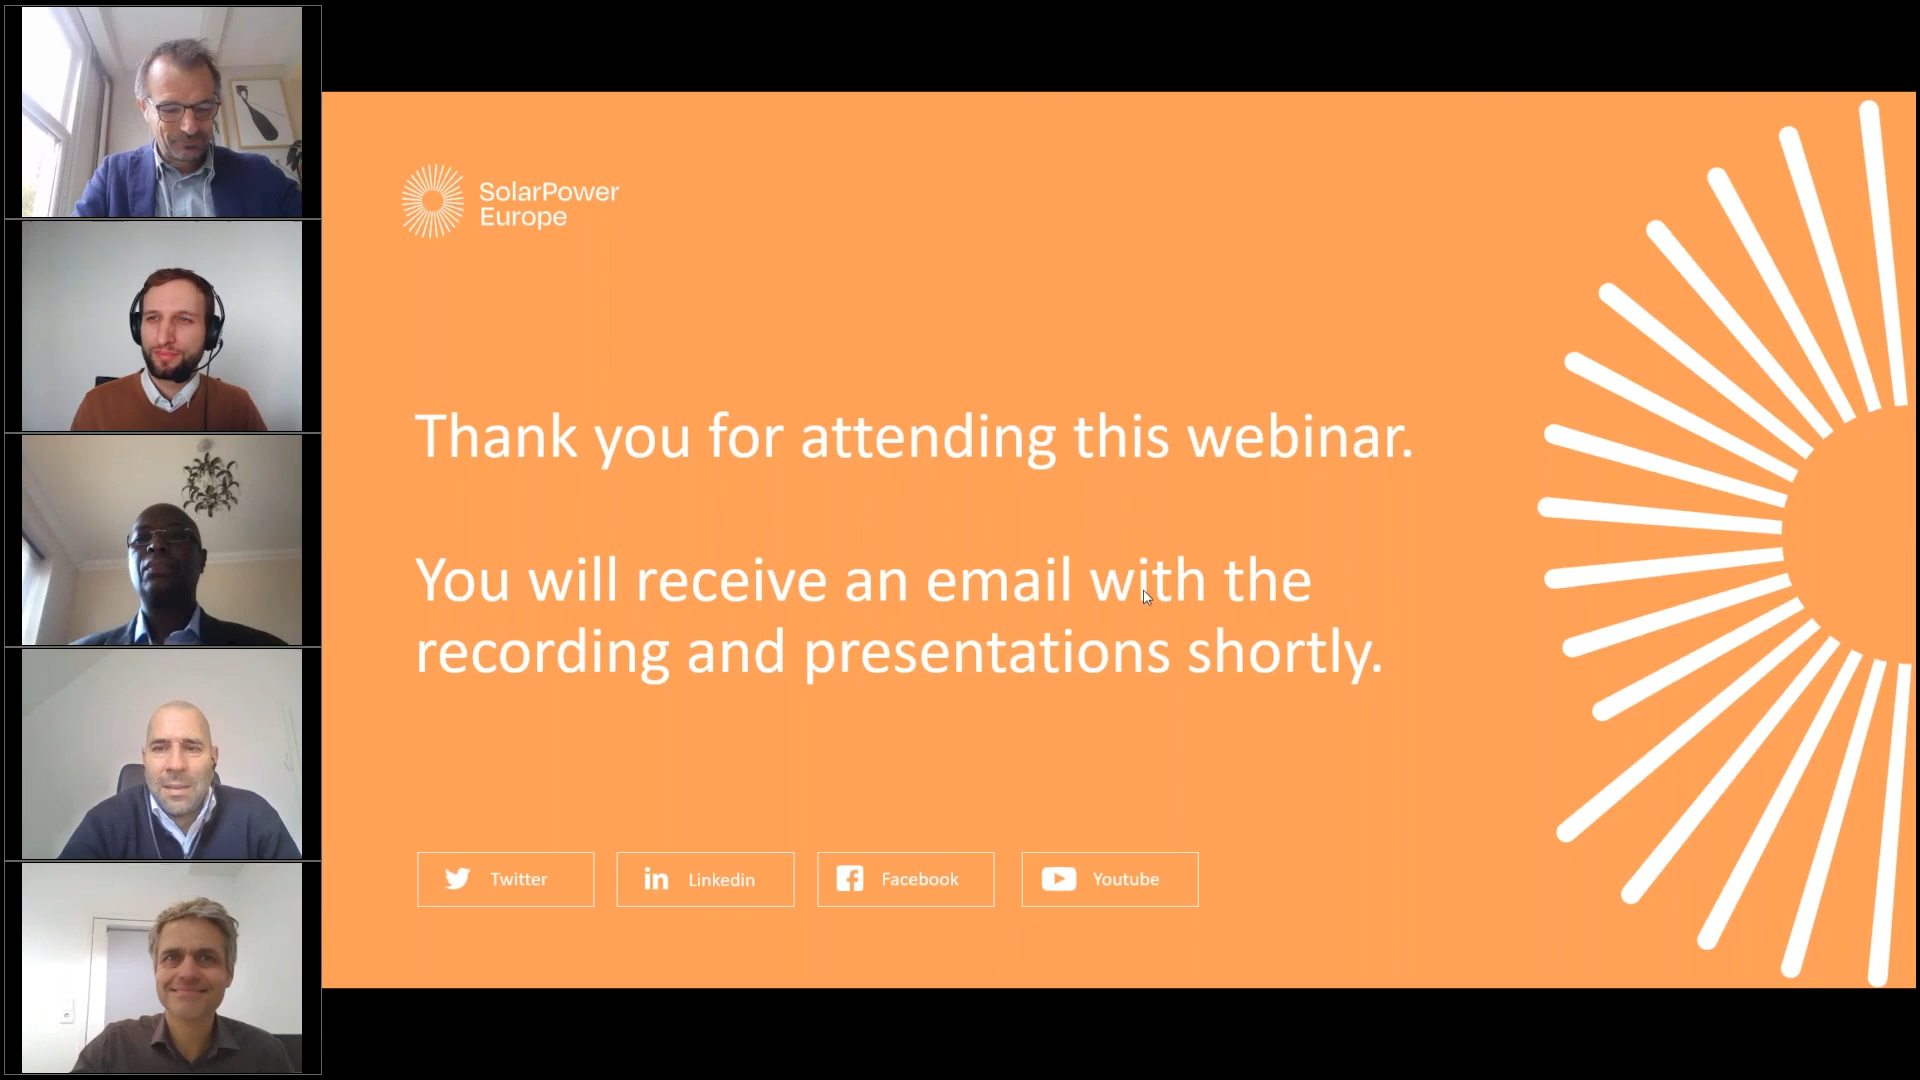 SolarPower
Europe
Thank you for attending this webinar.
You will receive an email with the
recording and presentations shortly.
Twitter
Linkedin
Facebook
Youtube